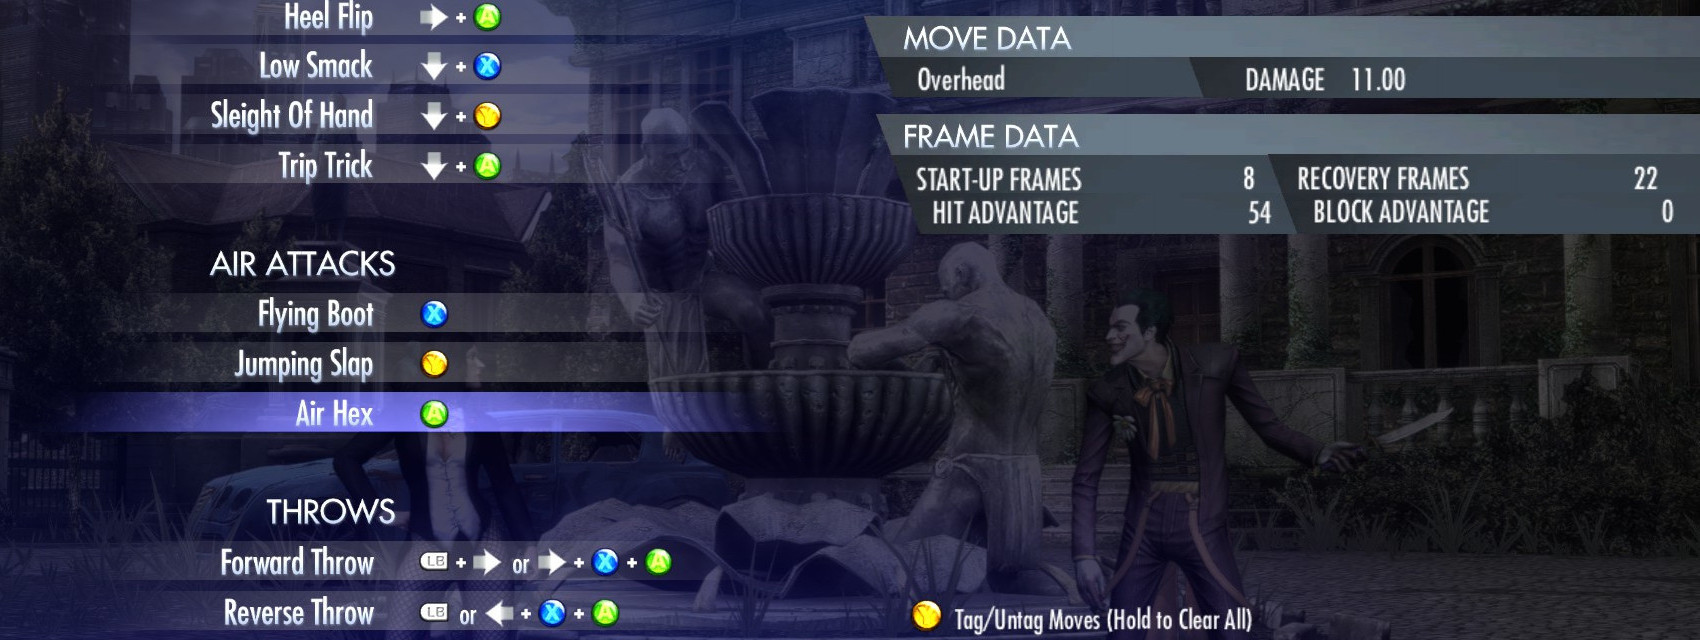 Heel Flip + A
Low Smack + X
Sleight Of Hand + Y
Trip Trick + A
AIR ATTACKS
Flying Boot X
Jumping Slap Y
Air Hex A
THROWS
Forward Throw LB + or + X + A
Reverse Throw LB or + X + A
MOVE DATA
Overhead DAMAGE 11.00
FRAME DATA
START-UP FRAMES 8 RECOVERY FRAMES 22
HIT ADVANTAGE 54 BLOCK ADVANTAGE 0
Y Tag/Untag Moves (Hold to Clear All)